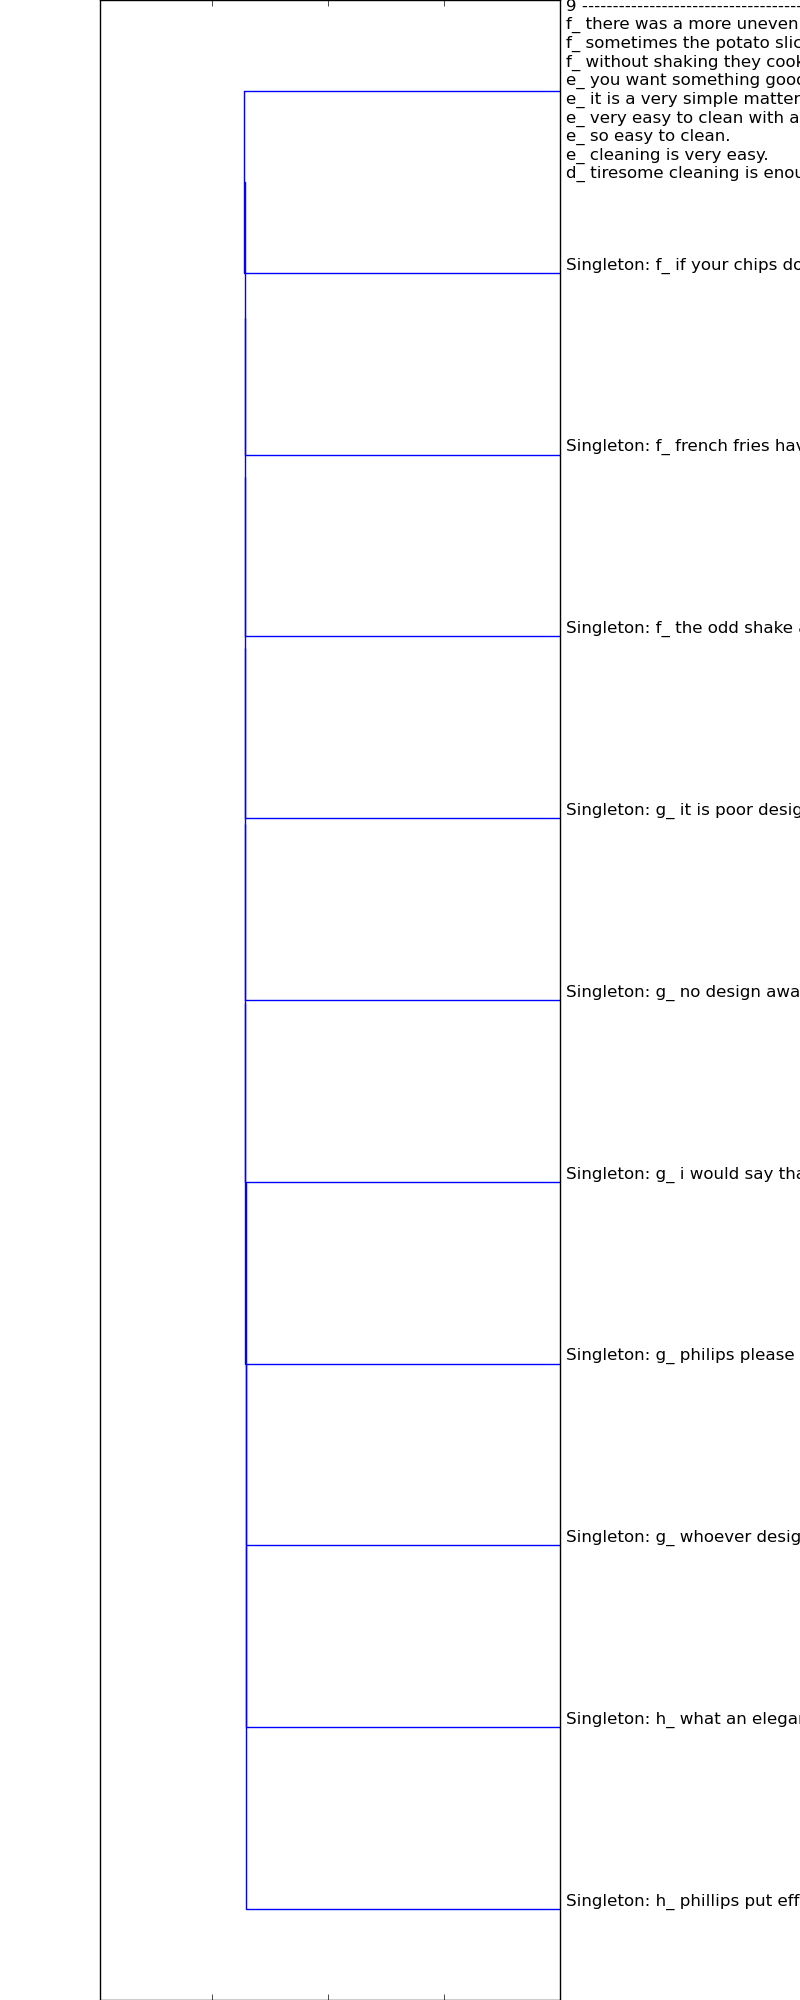 9 ------------------------------------
f_ there was a more uneven
f_ sometimes the potato slic
f_ without shaking they cook
e_ you want something good
e_ it is a very simple matter
e_ very easy to clean with a
e_ so easy to clean.
e_ cleaning is very easy.
d_ tiresome cleaning is enou
Singleton: f_ if your chips do
Singleton: f_ french fries hav
Singleton: f_ the odd shake
Singleton: g_ it is poor desig
Singleton: g_ no design awa
Singleton: g_ i would say tha
Singleton: g_ philips please
Singleton: g_ whoever desig
Singleton: h_ what an elegan
Singleton: h_ phillips put eff